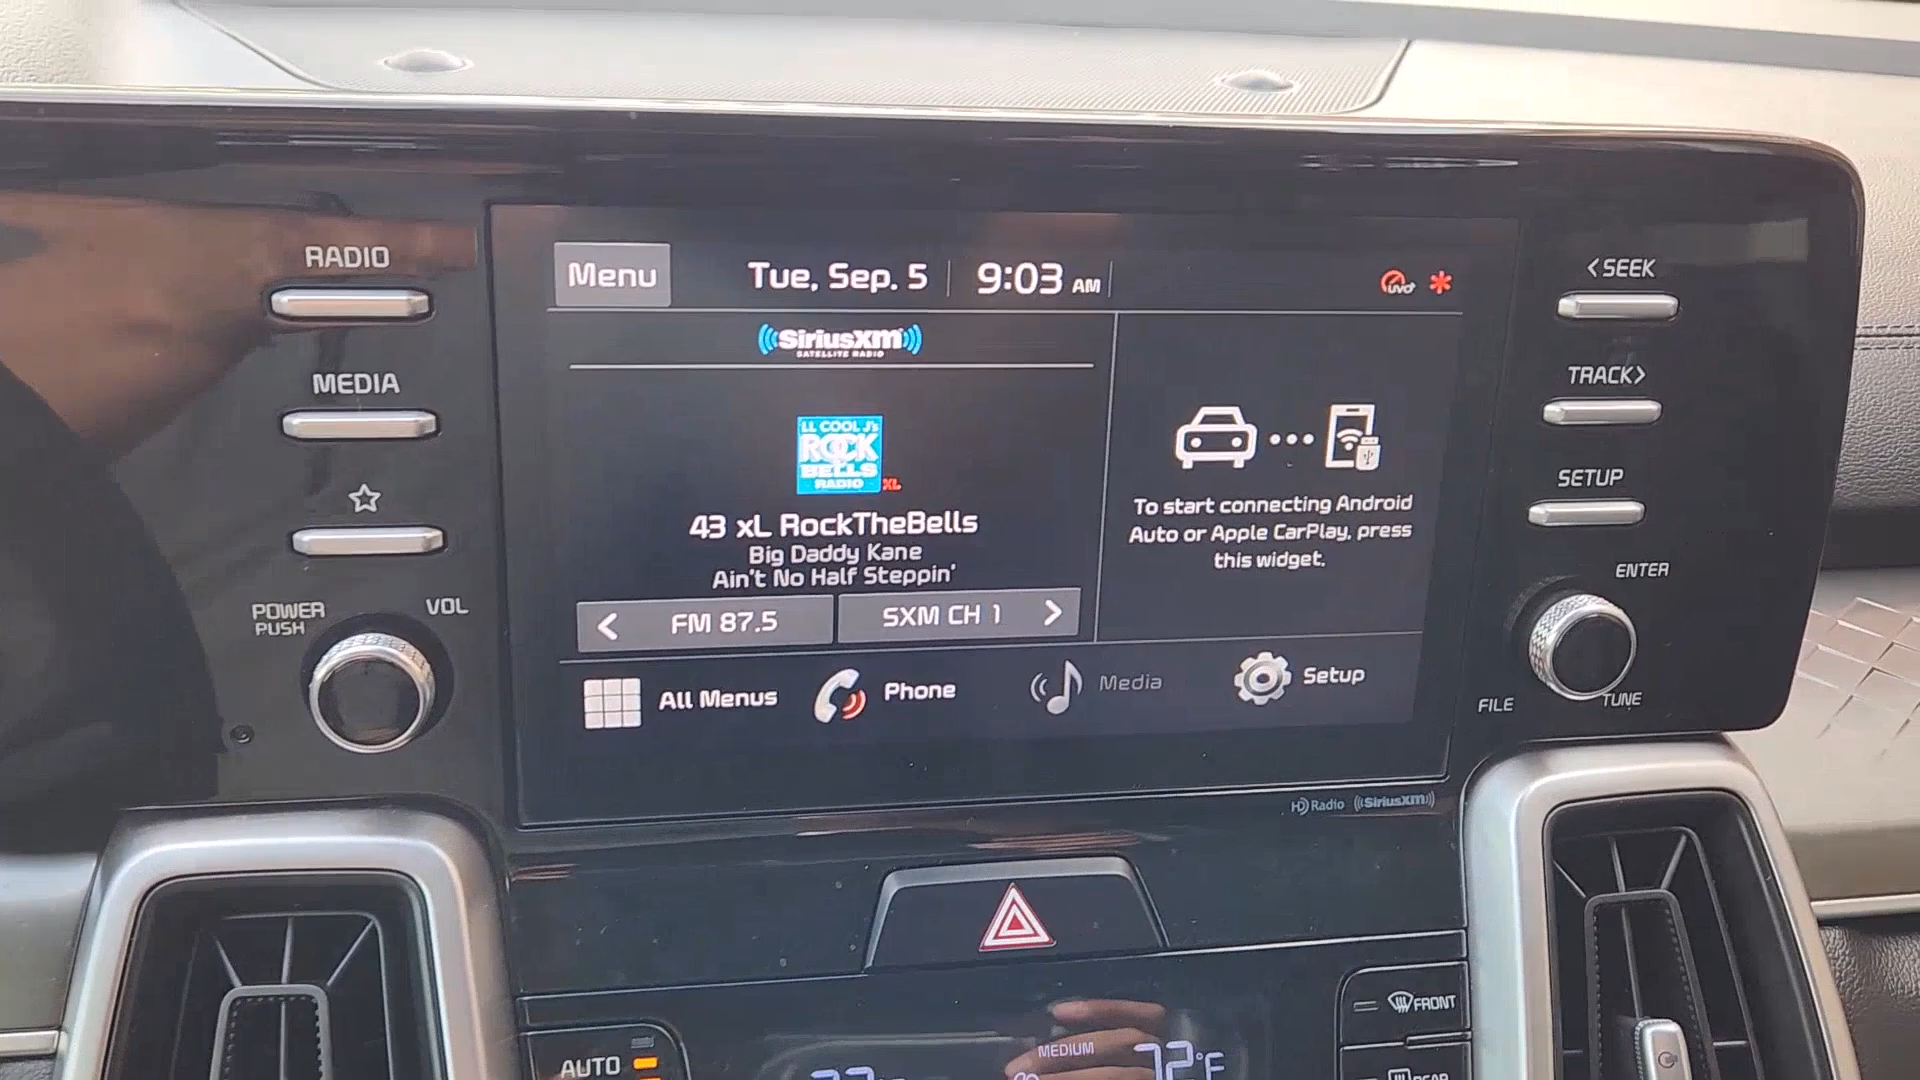 RADIO
MEDIA
POWER
PUSH
VOL
Menu
Tue, Sep. 5
9:03 AM
UVO
SiriusXM
SATELLITE RADIO
LL COOL J's
ROCK
BELLS
RADIO
XL
43 xL RockTheBells
Big Daddy Kane
Ain't No Half Steppin'
< FM 87.5
SXM CH 1 >
To start connecting Android
Auto or Apple CarPlay, press
this widget.
All Menus
Phone
Media
Setup
HD Radio
SiriusXM
< SEEK
TRACK >
SETUP
ENTER
FILE
TUNE
AUTO
MEDIUM
72°F
FRONT
REAR